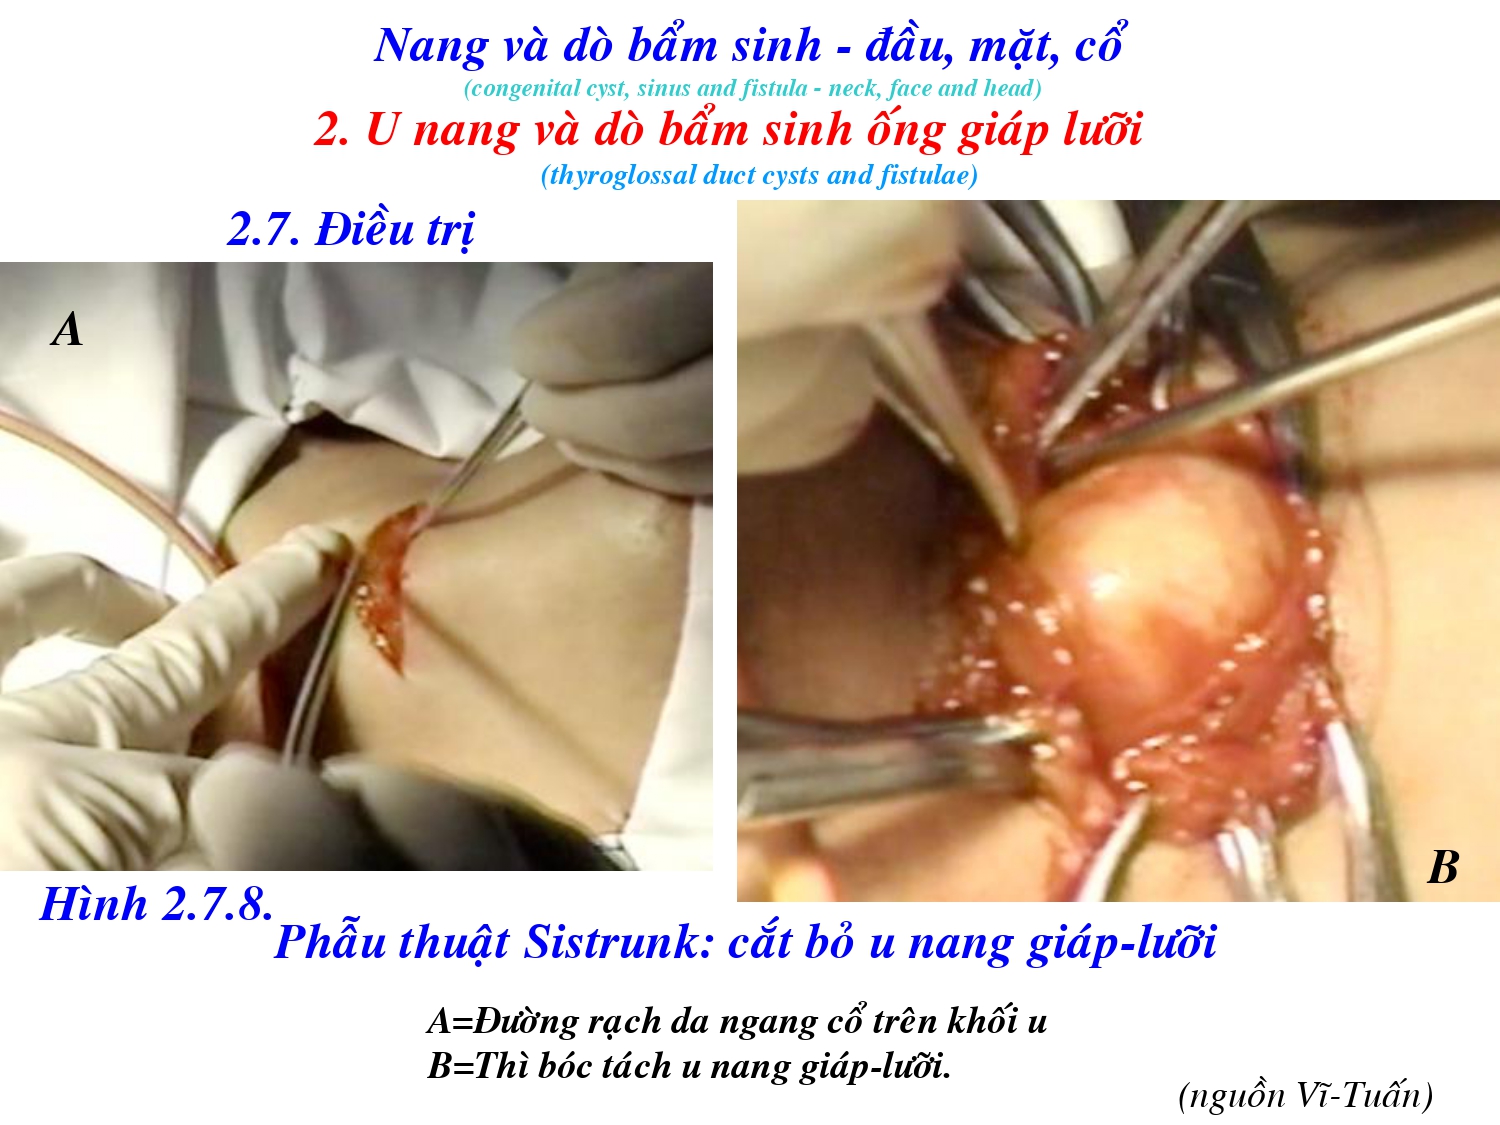 Nang và dò bẩm sinh - đầu, mặt, cổ
(congenital cyst, sinus and fistula - neck, face and head)
2. U nang và dò bẩm sinh ống giáp lưỡi
(thyroglossal duct cysts and fistulae)
2.7. Điều trị
A
B
Hình 2.7.8.
Phẫu thuật Sistrunk: cắt bỏ u nang giáp-lưỡi
A=Đường rạch da ngang cổ trên khối u
B=Thì bóc tách u nang giáp-lưỡi.
(nguồn Vĩ-Tuấn)